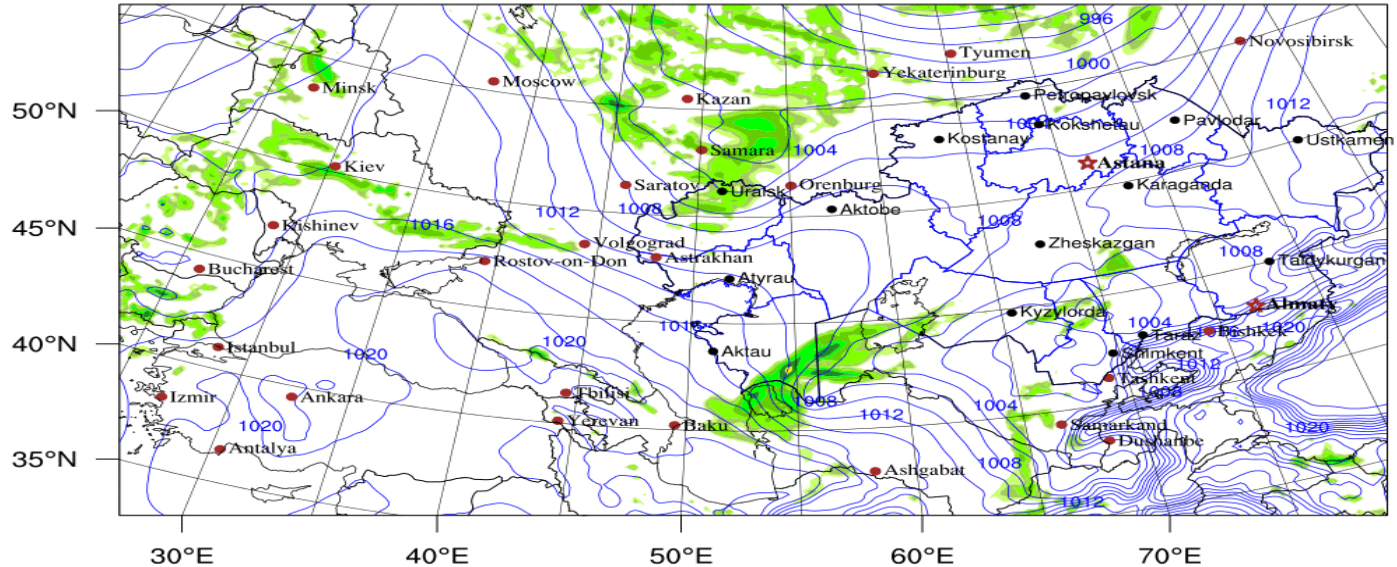 996
Novosibirsk
Tyumen
1000
Yekaterinburg
Moscow
Minsk
Kazan
Petropavlovsk
1012
50°N
Kokshetau
Pavlodar
Kostanay
Ustkamen
Samara
1004
1008
Astana
Kiev
Saratov
Uralsk
Orenburg
Karaganda
1012
1008
Aktobe
1008
45°N
Kishinev
1016
Volgograd
Zheskazgan
1008
Bucharest
Rostov-on-Don
Astrakhan
Taldykurgan
Atyrau
Almaty
Kyzylorda
1016
1004
1020
Bishkek
40°N
Istanbul
1020
1020
Aktau
Taraz
Shimkent
1012
Tashkent
Izmir
Ankara
Tbilisi
1008
1008
1004
1012
1020
Yerevan
Baku
Samarkand
1020
Antalya
Dushanbe
35°N
Ashgabat
1008
1012
30°E
40°E
50°E
60°E
70°E